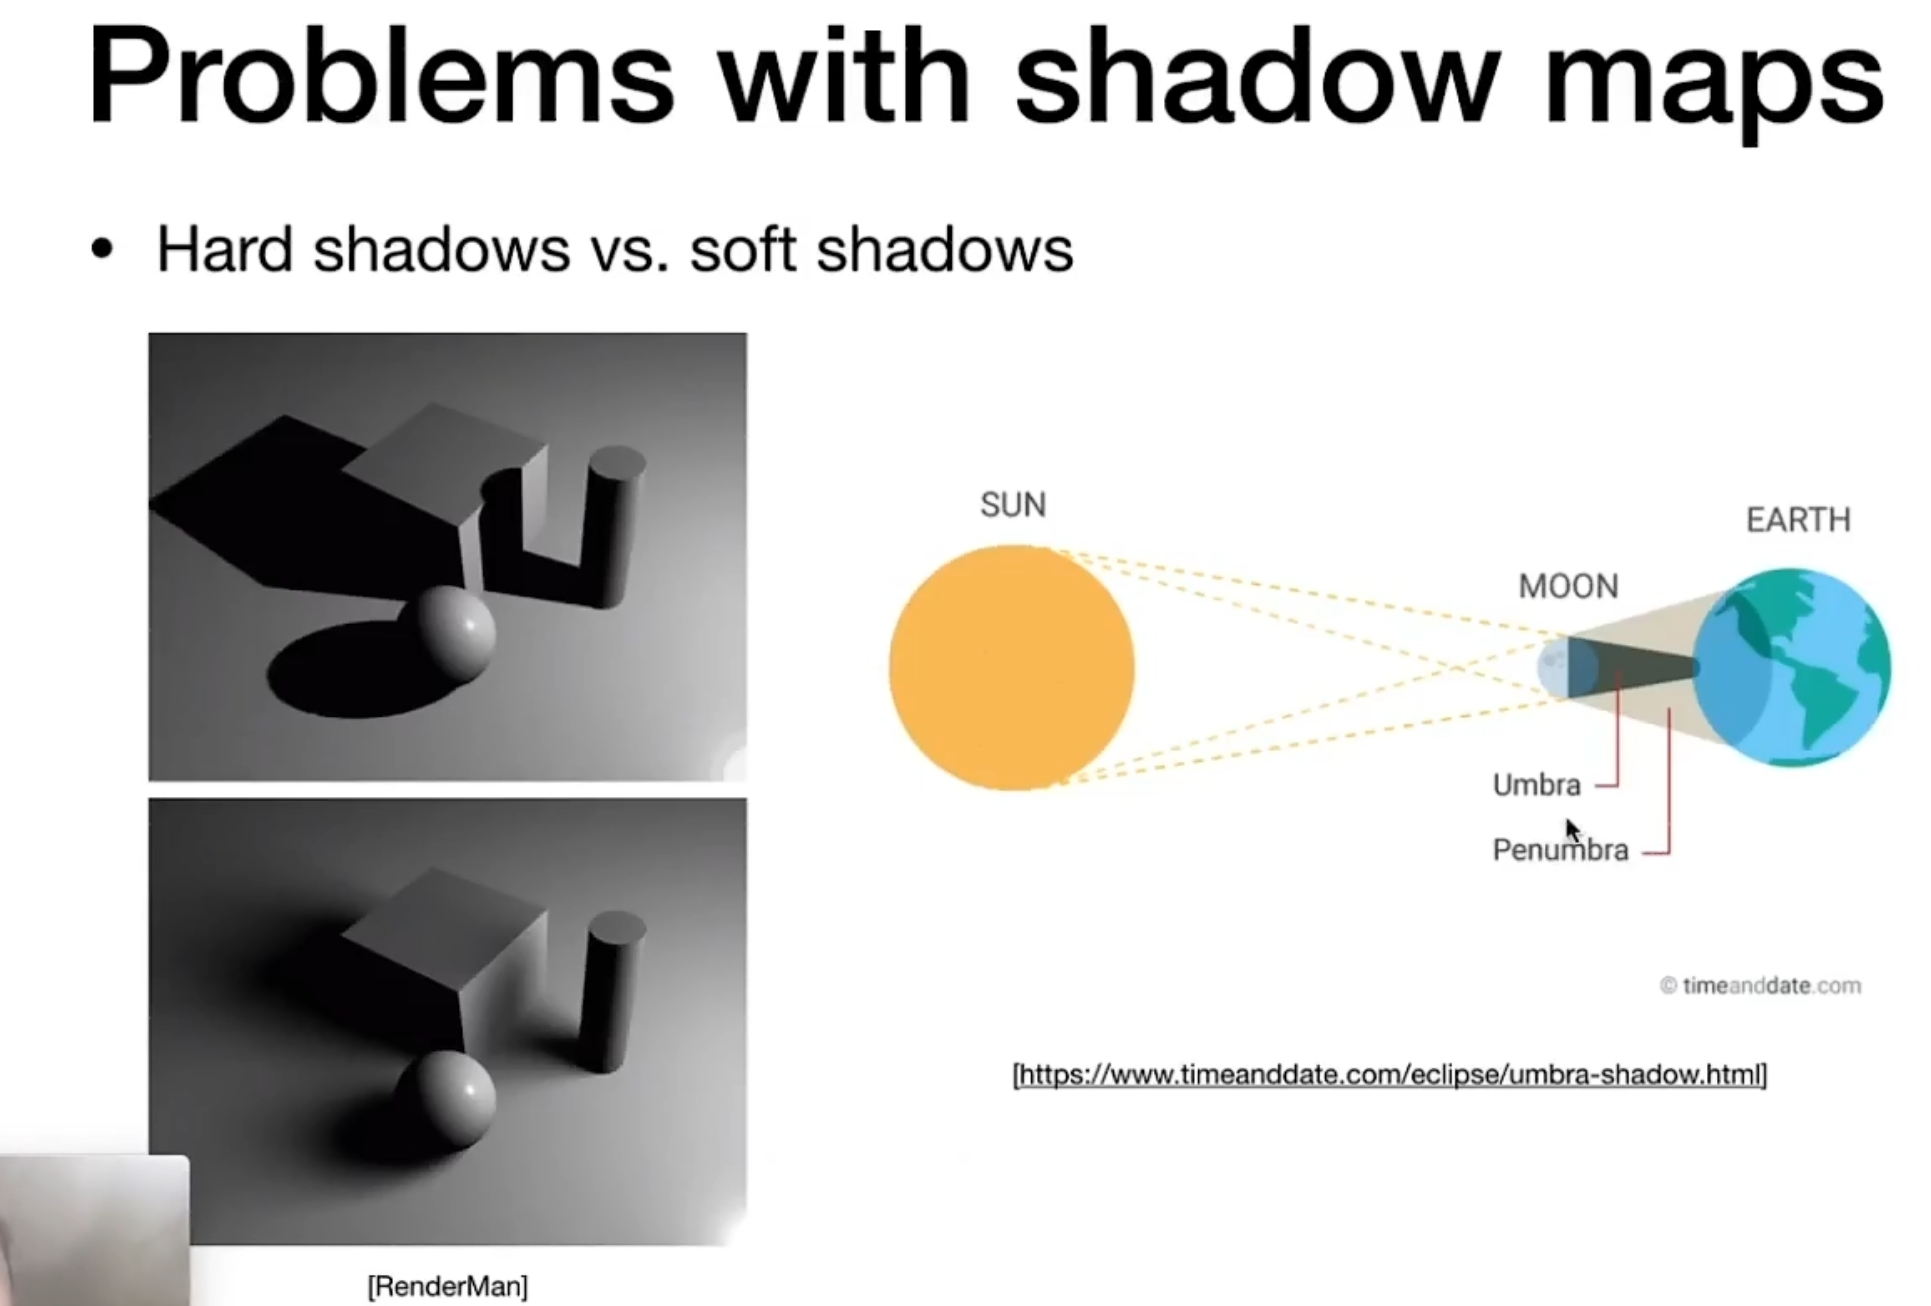 Problems with shadow maps
• Hard shadows vs. soft shadows
SUN
EARTH
MOON
Umbra
Penumbra
© timeanddate.com
[https://www.timeanddate.com/eclipse/umbra-shadow.html]
[RenderMan]